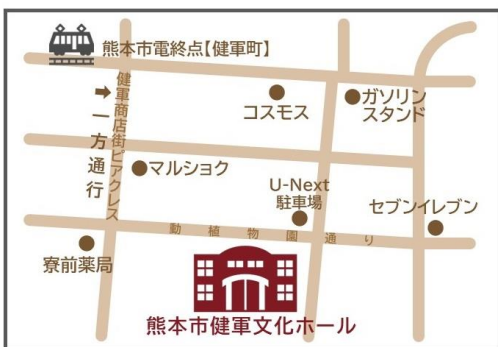 熊本市電終点【健軍町】
健軍商店街ピアクレス
➡一方通行
コスモス
ガソリン
スタンド
マルショク
U-Next
駐車場
セブンイレブン
動植物園通り
寮前薬局
熊本市健軍文化ホール